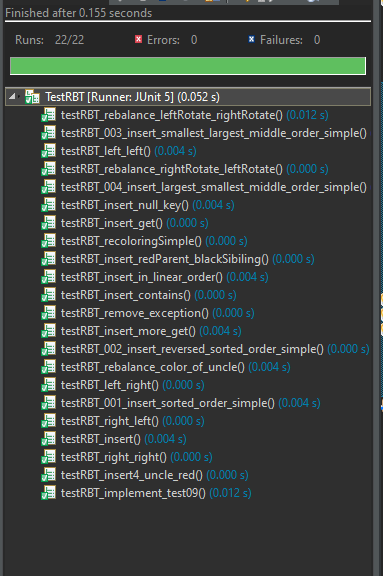 Finished after 0.155 seconds
Runs: 22/22 Errors: 0 Failures: 0
TestRBT [Runner: JUnit 5] (0.052 s)
testRBT_rebalance_leftRotate_rightRotate() (0.012 s)
testRBT_003_insert_smallest_largest_middle_order_simple()
testRBT_left_left() (0.004 s)
testRBT_rebalance_rightRotate_leftRotate() (0.000 s)
testRBT_004_insert_largest_smallest_middle_order_simple()
testRBT_insert_null_key() (0.004 s)
testRBT_insert_get() (0.000 s)
testRBT_recoloringSimple() (0.000 s)
testRBT_insert_redParent_blackSibiling() (0.000 s)
testRBT_insert_in_linear_order() (0.004 s)
testRBT_insert_contains() (0.000 s)
testRBT_remove_exception() (0.000 s)
testRBT_insert_more_get() (0.004 s)
testRBT_002_insert_reversed_sorted_order_simple() (0.000 s)
testRBT_rebalance_color_of_uncle() (0.004 s)
testRBT_left_right() (0.000 s)
testRBT_001_insert_sorted_order_simple() (0.004 s)
testRBT_right_left() (0.000 s)
testRBT_insert() (0.004 s)
testRBT_right_right() (0.000 s)
testRBT_insert4_uncle_red() (0.000 s)
testRBT_implement_test09() (0.012 s)